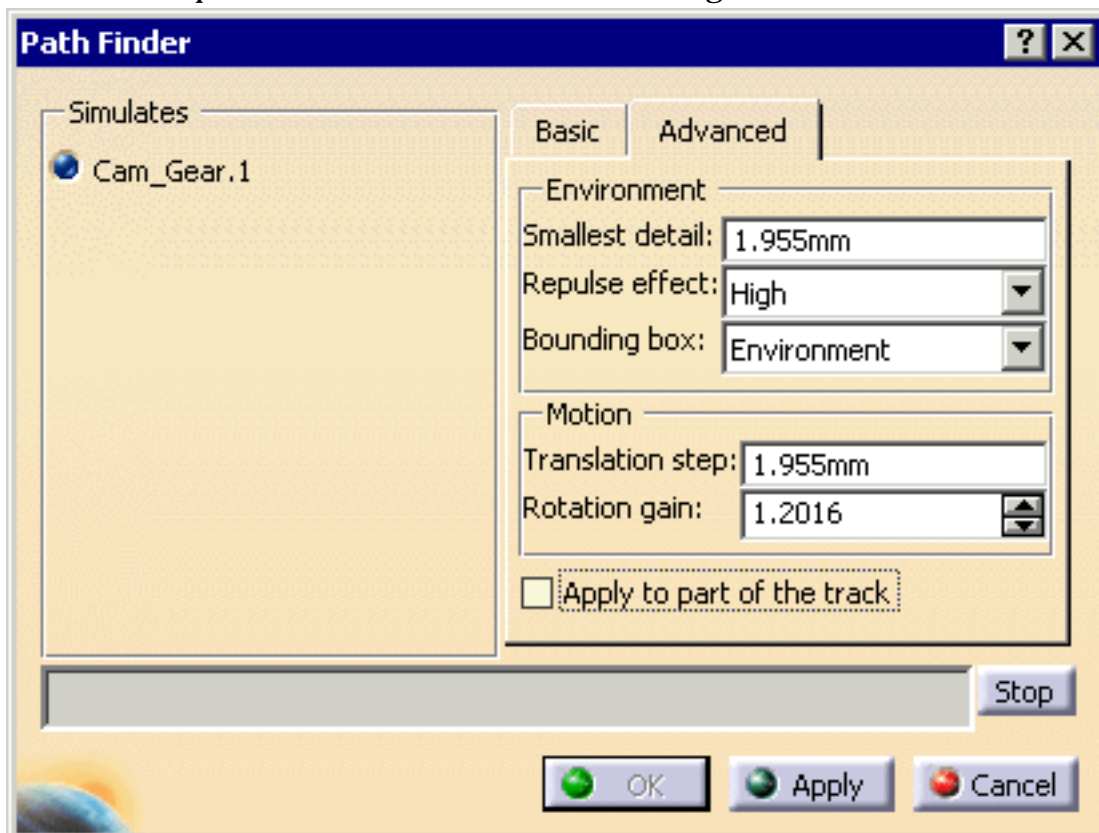 Path Finder
Simulates
Cam_Gear.1
Basic Advanced
Environment
Smallest detail: 1.955mm
Repulse effect: High
Bounding box: Environment
Motion
Translation step: 1.955mm
Rotation gain: 1.2016
Apply to part of the track
Stop
OK Apply Cancel